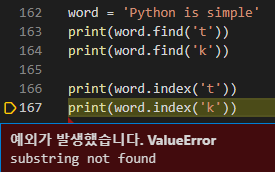 162 word = 'Python is simple'
163 print(word.find('t'))
164 print(word.find('k'))
165
166 print(word.index('t'))
167 print(word.index('k'))
예외가 발생했습니다. ValueError
substring not found